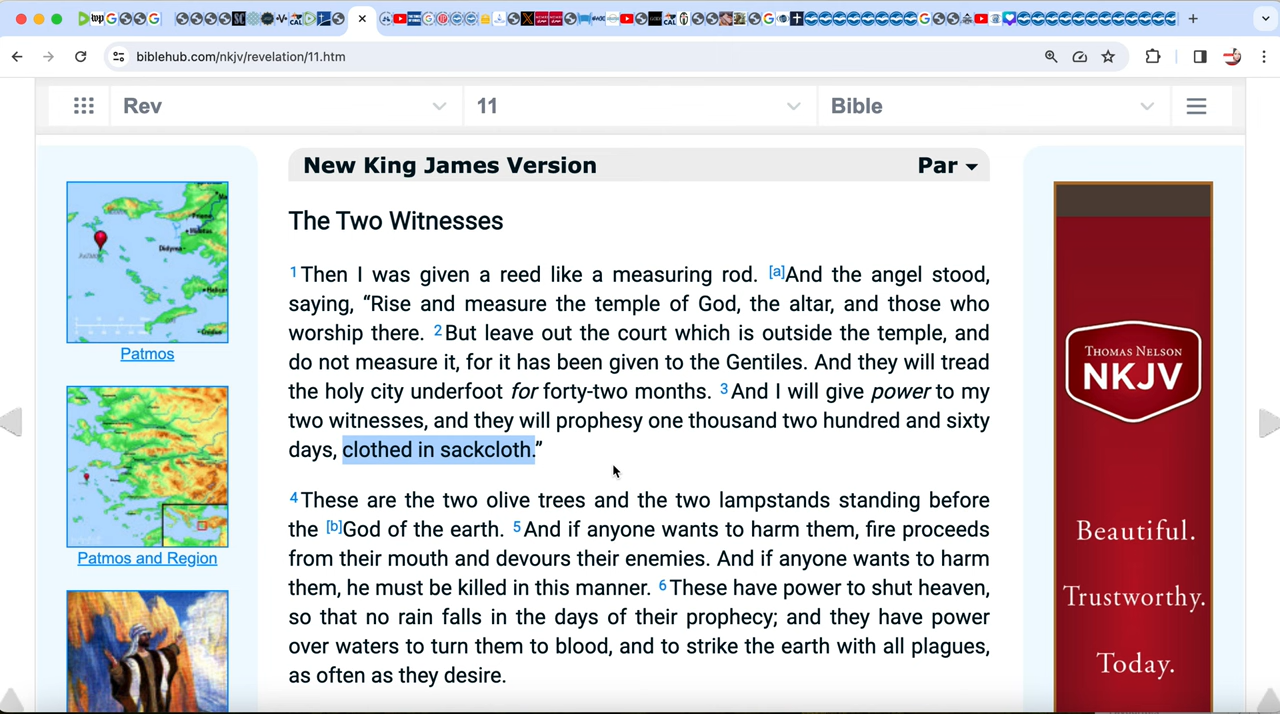 biblehub.com/nkjv/revelation/11.htm
Rev
11
Bible
New King James Version
Par
Patmos
Patmos and Region
The Two Witnesses
1 Then I was given a reed like a measuring rod. [a]And the angel stood,
saying, “Rise and measure the temple of God, the altar, and those who
worship there. 2 But leave out the court which is outside the temple, and
do not measure it, for it has been given to the Gentiles. And they will tread
the holy city underfoot for forty-two months. 3 And I will give power to my
two witnesses, and they will prophesy one thousand two hundred and sixty
days, clothed in sackcloth.”
4 These are the two olive trees and the two lampstands standing before
the [b]God of the earth. 5 And if anyone wants to harm them, fire proceeds
from their mouth and devours their enemies. And if anyone wants to harm
them, he must be killed in this manner. 6 These have power to shut heaven,
so that no rain falls in the days of their prophecy; and they have power
over waters to turn them to blood, and to strike the earth with all plagues,
as often as they desire.
THOMAS NELSON
NKJV
Beautiful.
Trustworthy.
Today.